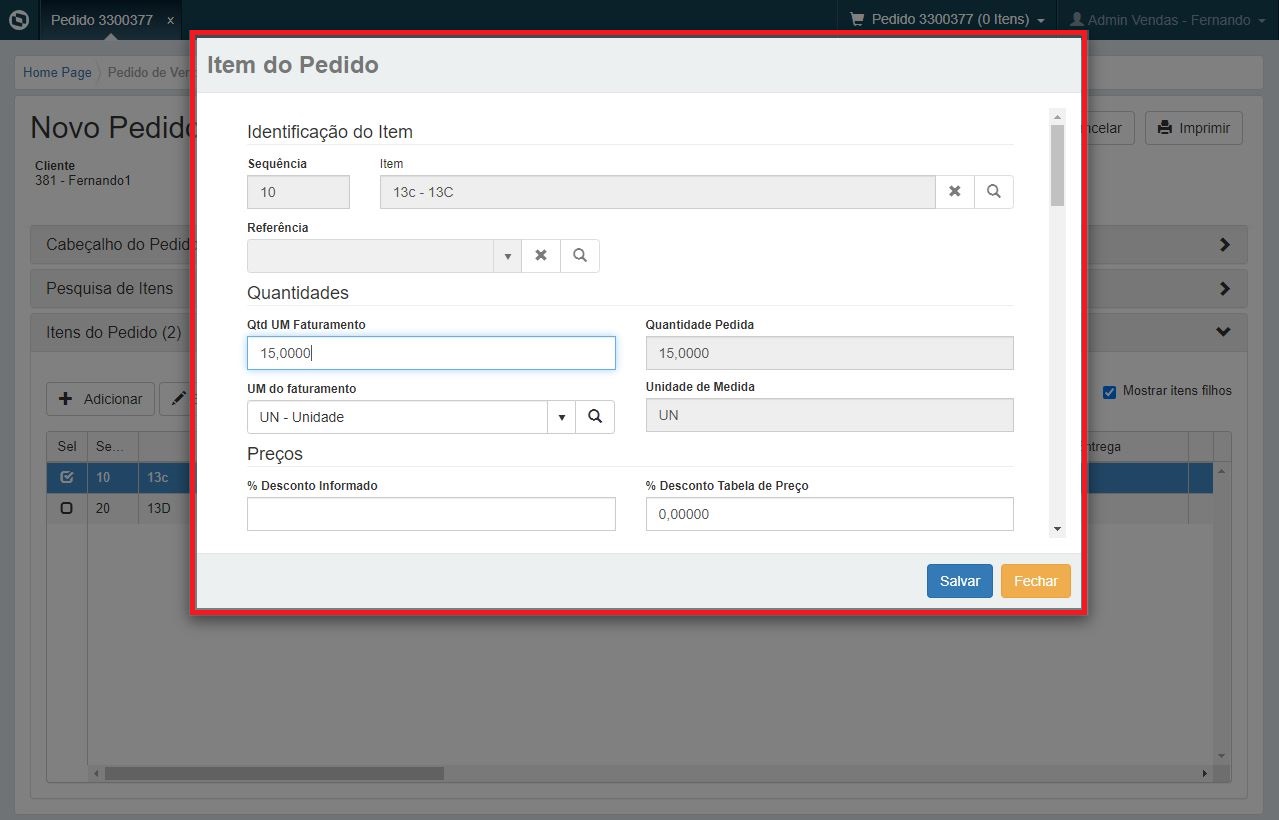 Pedido 3300377 x
Pedido 3300377 (0 Itens)
Admin Vendas - Fernando
Home Page
Pedido de
Item do Pedido
Novo Pedido
Imprimir
Cliente
381 - Fernando1
Identificação do Item
Sequência Item
10 13c - 13C
Referência
Cabeçalho do
Pesquisa de Itens
Itens do Pedido (2)
Quantidades
Qtd UM Faturamento Quantidade Pedida
15,0000 15,0000
UM do faturamento Unidade de Medida
UN - Unidade UN
Adicionar
Mostrar itens filhos
Sel Se...
10 13c
20 13D
Preços
% Desconto Informado % Desconto Tabela de Preço
0,00000
Salvar Fechar